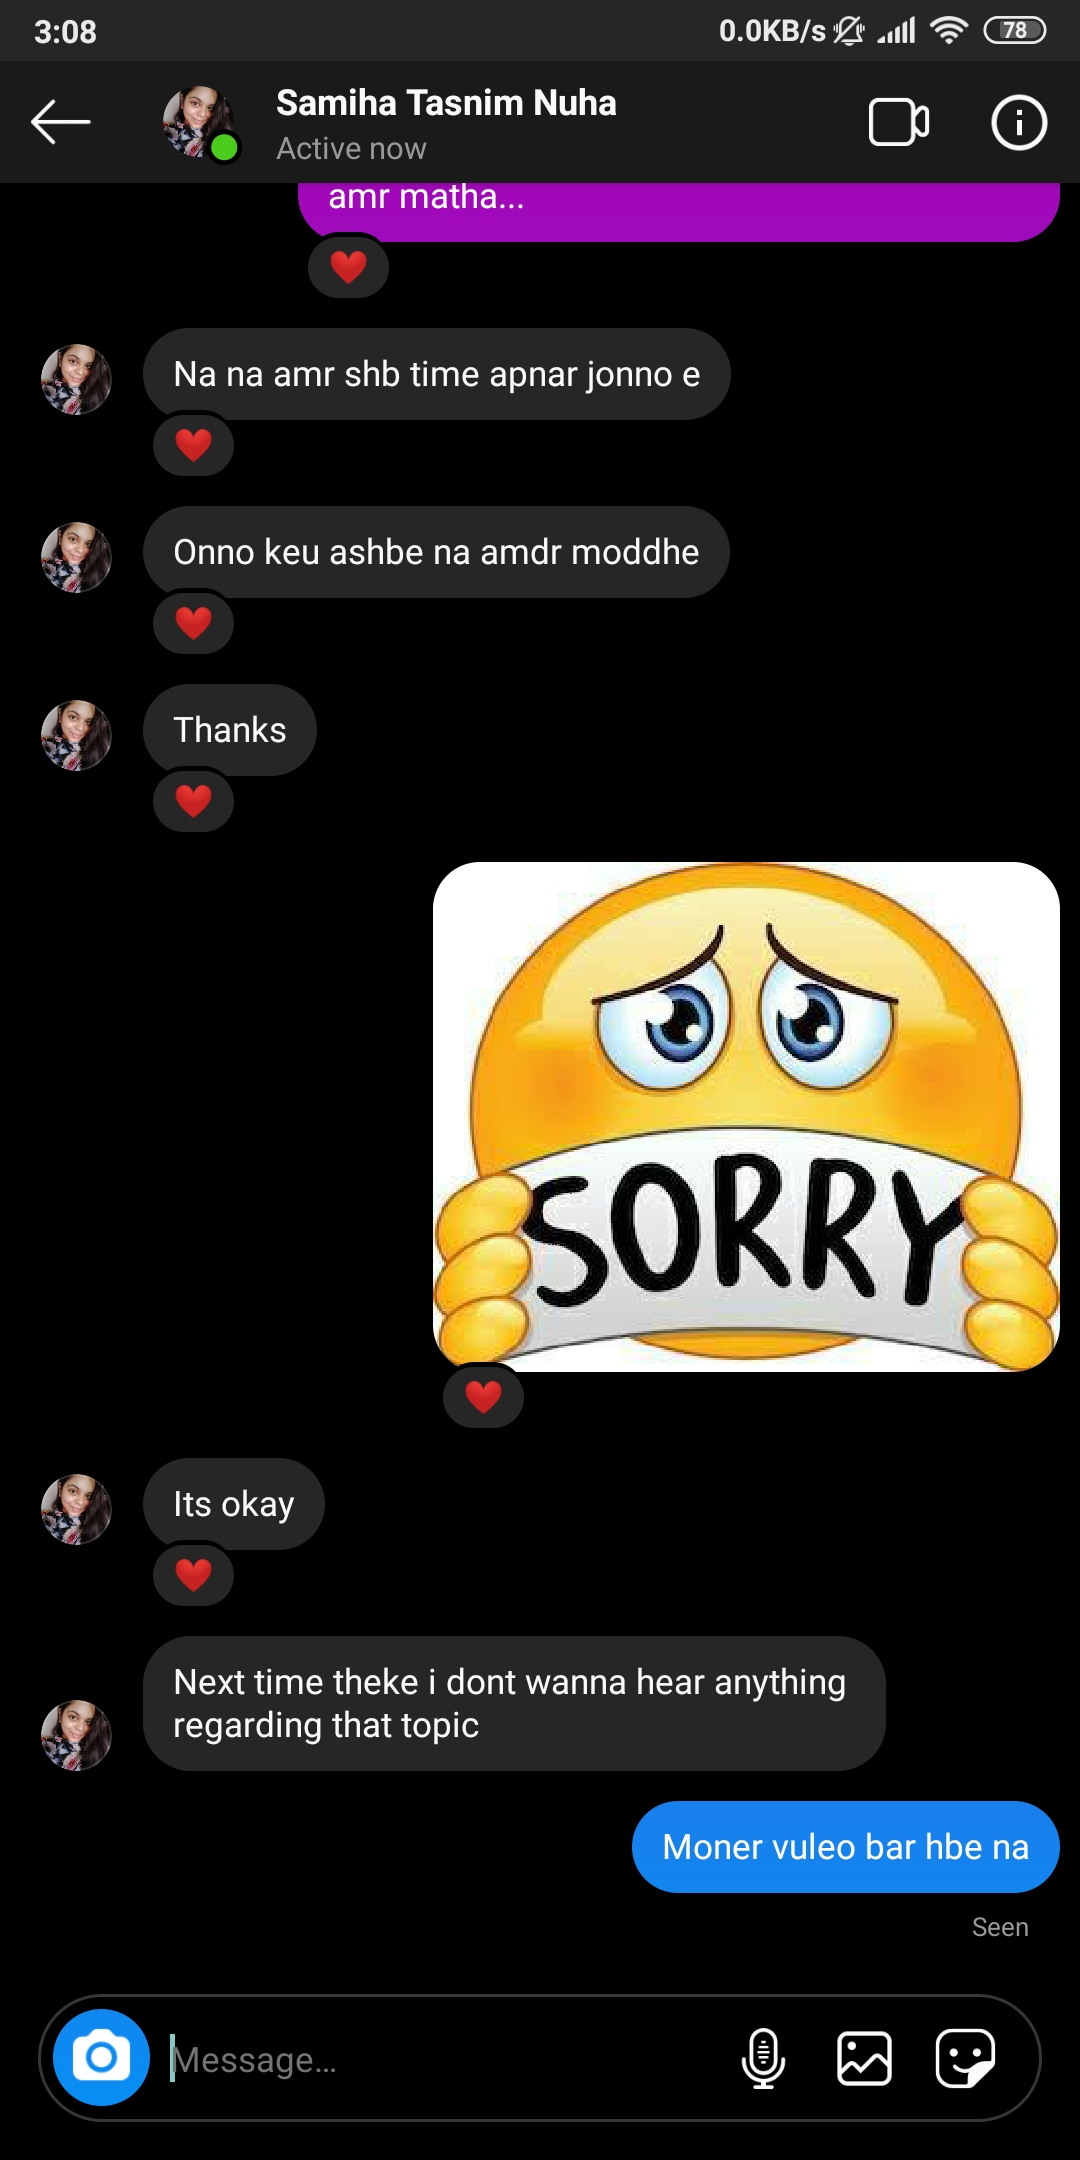 3:08
0.0KB/s
78
Samiha Tasnim Nuha
Active now
amr matha...
Na na amr shb time apnar jonno e
Onno keu ashbe na amdr moddhe
Thanks
SORRY
Its okay
Next time theke i dont wanna hear anything
regarding that topic
Moner vuleo bar hbe na
Seen
Message...